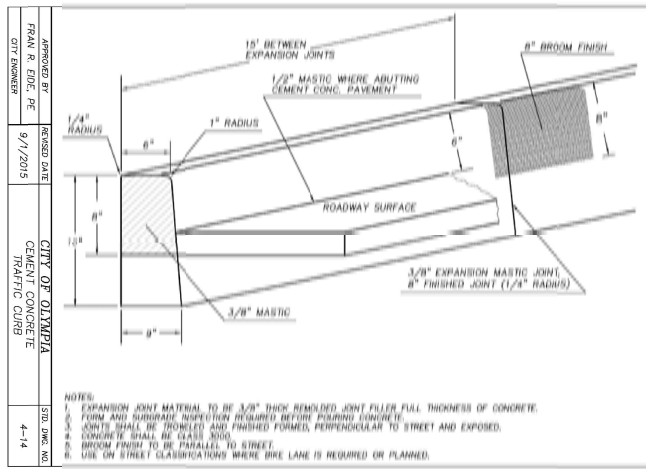 15' BETWEEN
EXPANSION JOINTS
8" BROOM FINISH
1/2" MASTIC WHERE ABUTTING
CEMENT CONC. PAVEMENT
1/4"
RADIUS
6"
1" RADIUS
6"
8"
8"
18"
ROADWAY SURFACE
3/8" EXPANSION MASTIC JOINT,
8" FINISHED JOINT (1/4" RADIUS)
3/8" MASTIC
9"
NOTES:
1. EXPANSION JOINT MATERIAL TO BE 3/8" THICK REMOLDED JOINT FILLER FULL THICKNESS OF CONCRETE.
2. FORM AND SUBGRADE INSPECTION REQUIRED BEFORE POURING CONCRETE.
3. JOINTS SHALL BE TROWELED AND FINISHED FORMED, PERPENDICULAR TO STREET AND EXPOSED.
4. CONCRETE SHALL BE CLASS 3000.
5. BROOM FINISH TO BE PARALLEL TO STREET.
6. USE ON STREET CLASSIFICATIONS WHERE BIKE LANE IS REQUIRED OR PLANNED.
APPROVED BY
FRAN R. EIDE, PE
CITY ENGINEER
REVISED DATE
9/1/2015
CITY OF OLYMPIA
CEMENT CONCRETE
TRAFFIC CURB
STD. DWG. NO.
4-14